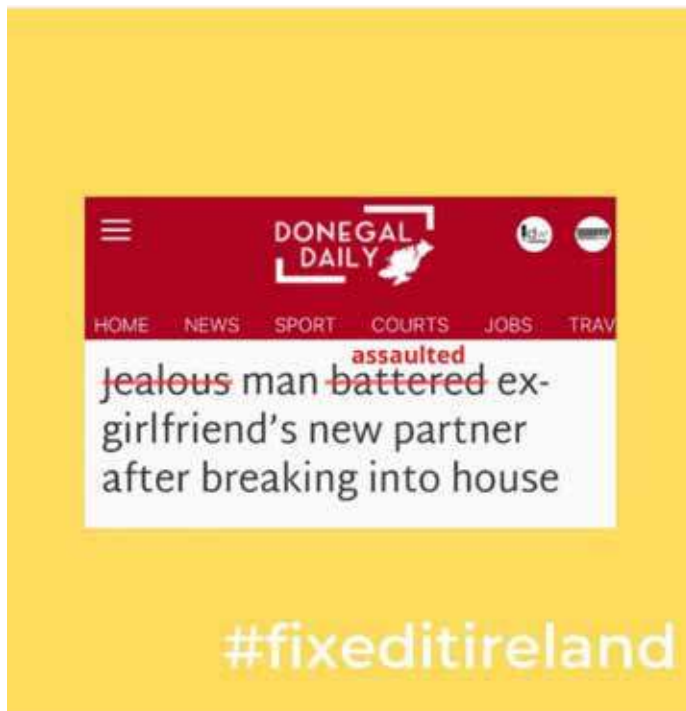 DONEGAL
DAILY
HOME NEWS SPORT COURTS JOBS TRAV
assaulted
Jealous man battered ex-
girlfriend's new partner
after breaking into house
#fixeditireland